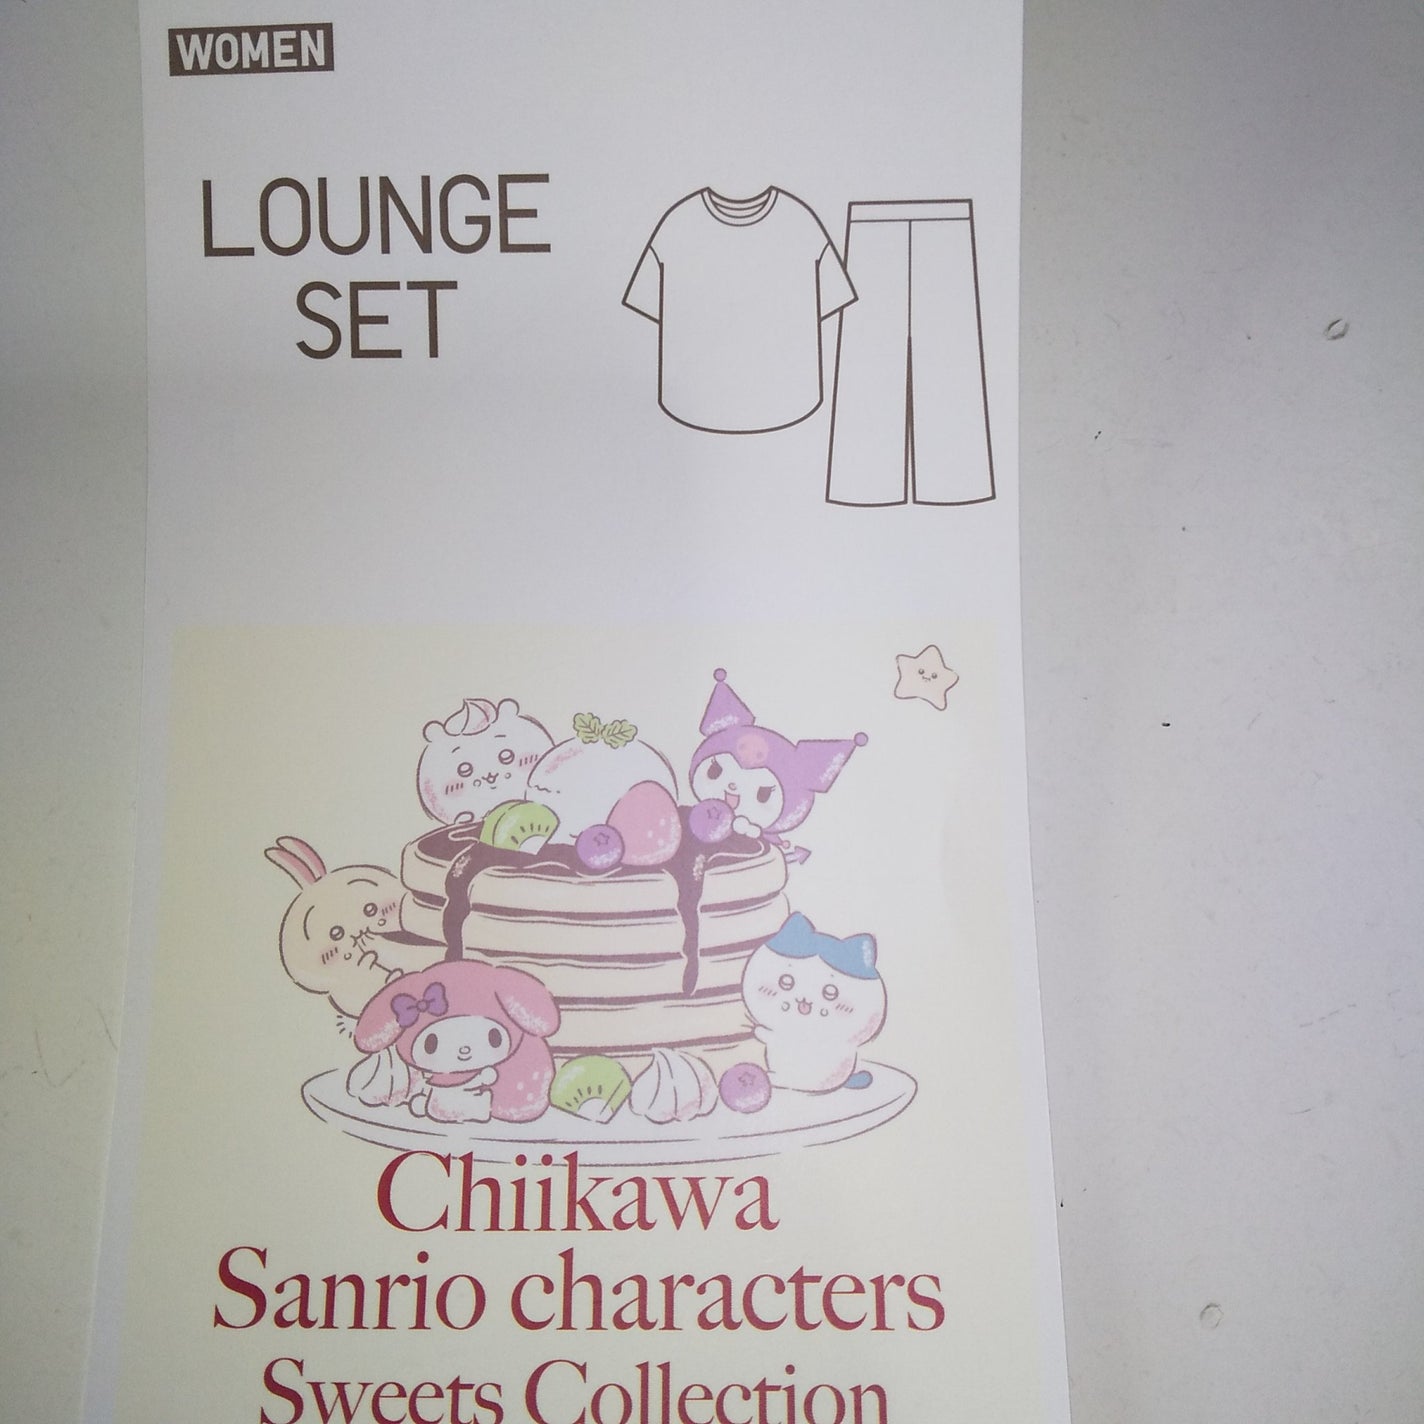 WOMEN
LOUNGE
SET
Chiikawa
Sanrio characters
Sweets Collection